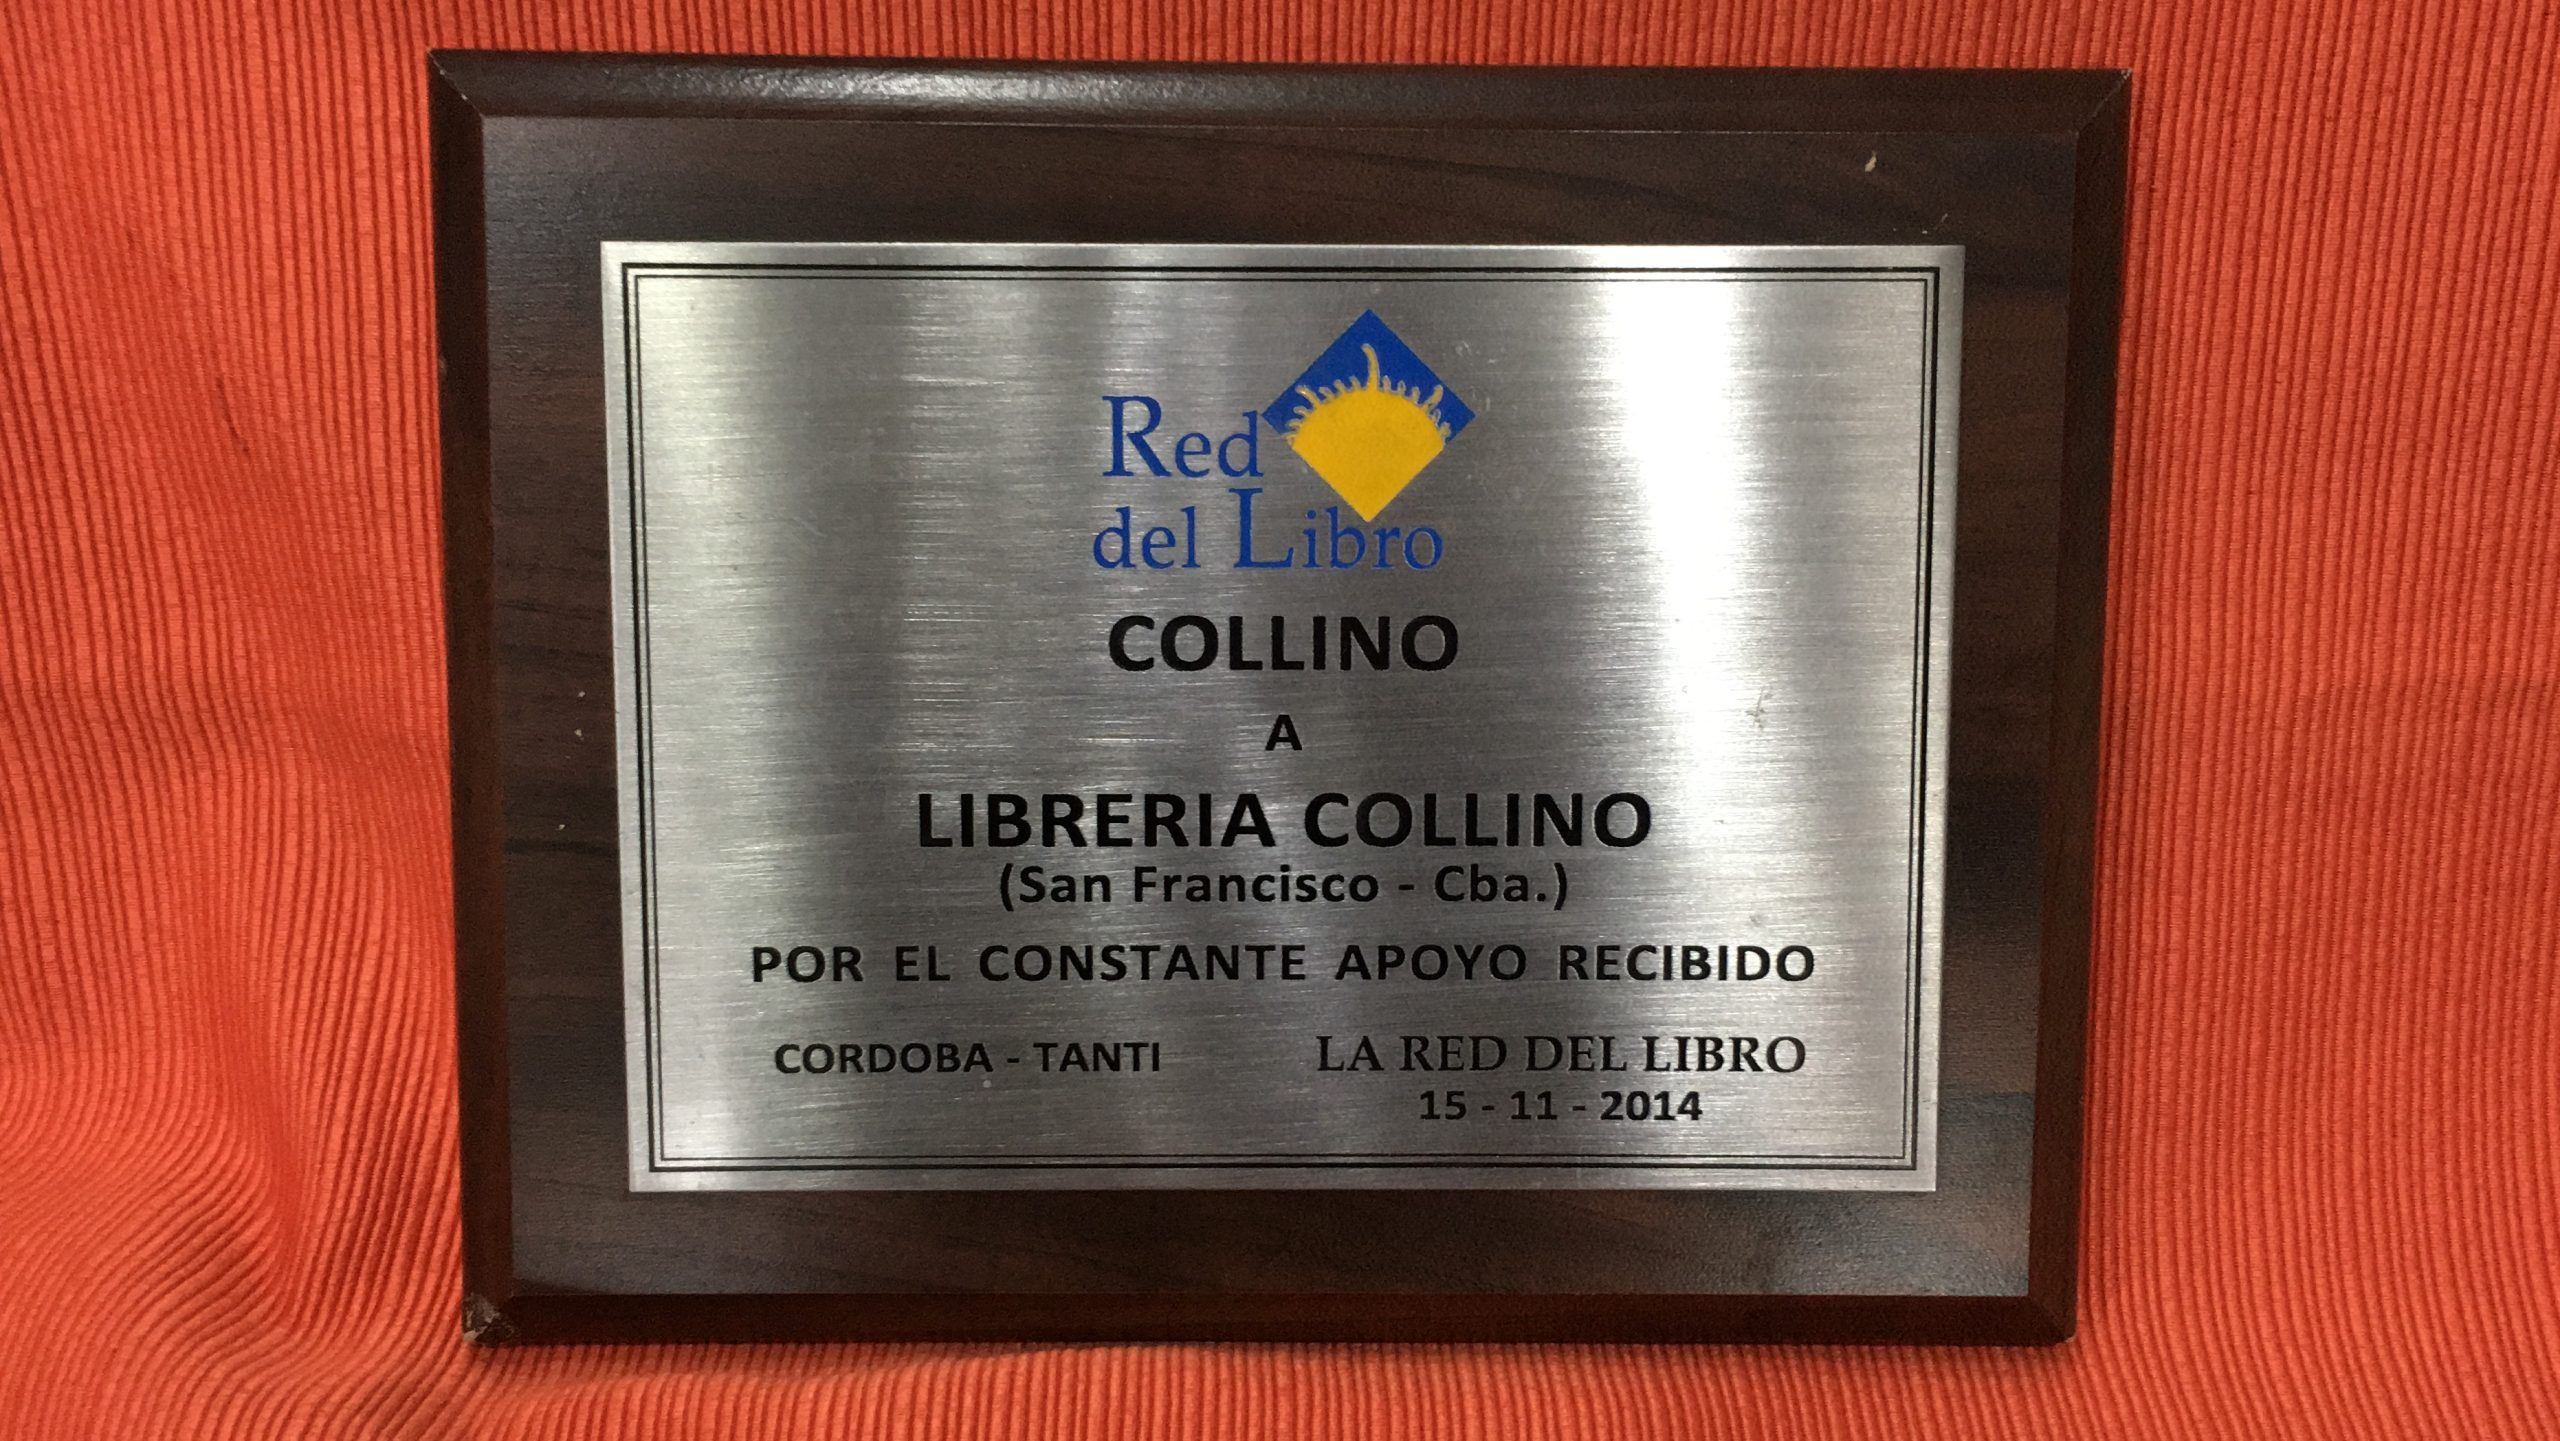 Red
del Libro
COLLINO
A
LIBRERIA COLLINO
(San Francisco - Cba.)
POR EL CONSTANTE APOYO RECIBIDO
CORDOBA - TANTI
LA RED DEL LIBRO
15 - 11 - 2014